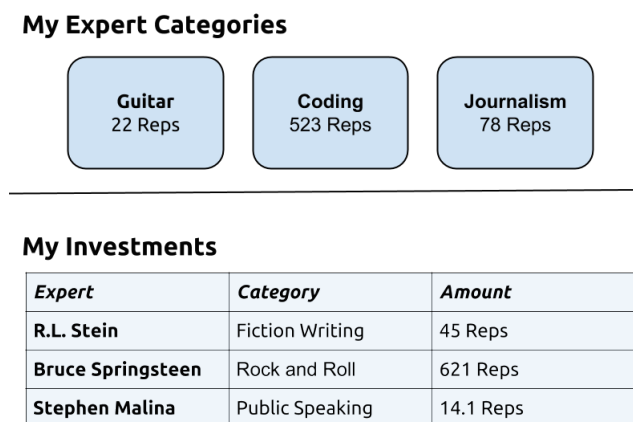 My Expert Categories
Guitar Coding Journalism
22 Reps 523 Reps 78 Reps
My Investments
Expert Category Amount
R.L. Stein Fiction Writing 45 Reps
Bruce Springsteen Rock and Roll 621 Reps
Stephen Malina Public Speaking 14.1 Reps